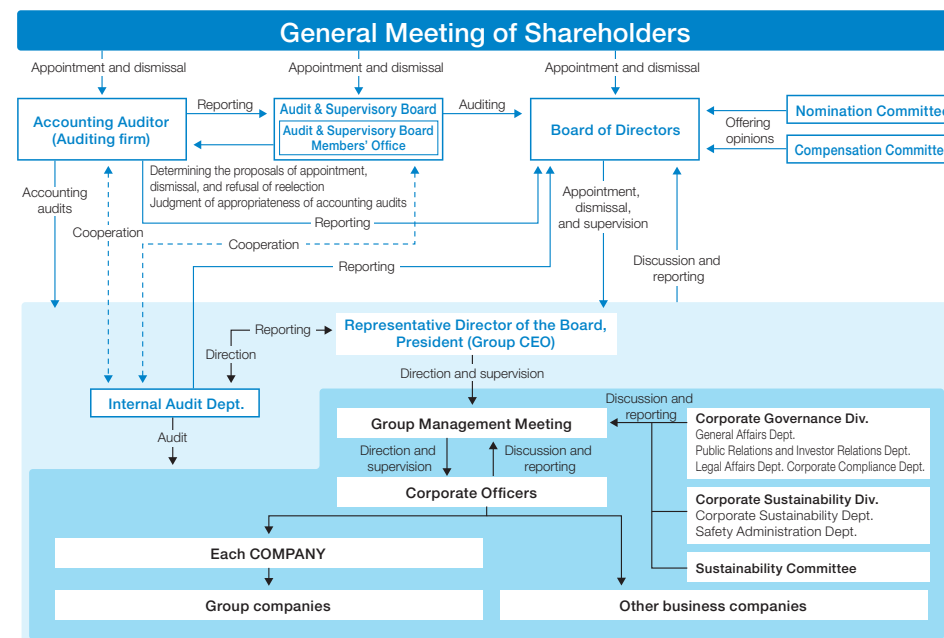 General Meeting of Shareholders
Appointment and dismissal
Appointment and dismissal
Appointment and dismissal
Accounting Auditor
(Auditing firm)
Reporting
Audit & Supervisory Board
Audit & Supervisory Board
Members' Office
Auditing
Board of Directors
Nomination Committee
Offering
opinions
Compensation Committee
Determining the proposals of appointment,
dismissal, and refusal of reelection
Judgment of appropriateness of accounting audits
Accounting
audits
Cooperation
Reporting
Cooperation
Reporting
Appointment,
dismissal,
and supervision
Discussion and
reporting
Representative Director of the Board,
President (Group CEO)
Reporting
Direction
Direction and supervision
Internal Audit Dept.
Audit
Group Management Meeting
Discussion and
reporting
Direction and
supervision
Discussion and
reporting
Corporate Officers
Corporate Governance Div.
General Affairs Dept.
Public Relations and Investor Relations Dept.
Legal Affairs Dept. Corporate Compliance Dept.
Corporate Sustainability Div.
Corporate Sustainability Dept.
Safety Administration Dept.
Sustainability Committee
Each COMPANY
Group companies
Other business companies